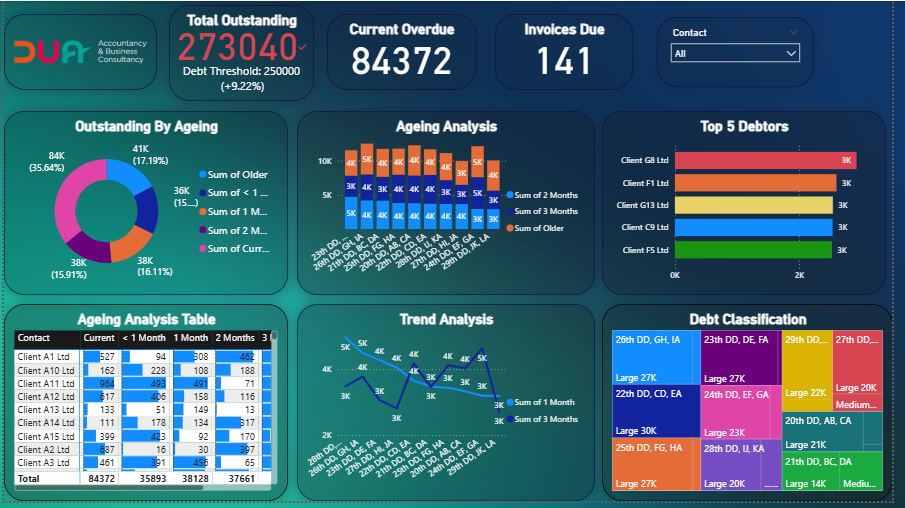 DUA
Accountancy
& Business
Consultancy
Total Outstanding
273040
Debt Threshold: 250000
(+9.22%)
Current Overdue
84372
Invoices Due
141
Contact
All
Outstanding By Ageing
84K
(35.64%)
41K
(17.19%)
36K
(15....)
38K
(16.11%)
38K
(15.91%)
Sum of Older
Sum of < 1 ...
Sum of 1 M...
Sum of 2 M...
Sum of Curr...
Ageing Analysis
10K
5K
4K 5K 4K 4K 4K 4K 4K 3K 5K 4K
3K 3K 4K 4K 4K 4K 3K 3K 5K 3K
5K 4K 4K 4K 4K 4K 4K 4K 3K 3K
23th DD,...
26th DD, GH, IA
21th DD, BC, DA
25th DD, FG, HA
20th DD, AB, CA
22th DD, CD, EA
28th DD, IJ, KA
27th DD, HI, JA
24th DD, EF, GA
29th DD, JK, LA
Sum of 2 Months
Sum of 3 Months
Sum of Older
Top 5 Debtors
Client G8 Ltd 3K
Client F1 Ltd 3K
Client G13 Ltd 3K
Client C9 Ltd 3K
Client F5 Ltd 3K
0K 2K
Ageing Analysis Table
Contact Current < 1 Month 1 Month 2 Months 3
Client A1 Ltd 527 94 308 462
Client A10 Ltd 162 228 108 188
Client A11 Ltd 964 493 491 71
Client A12 Ltd 617 406 158 116
Client A13 Ltd 133 51 149 13
Client A14 Ltd 111 178 134 317
Client A15 Ltd 399 423 92 170
Client A2 Ltd 687 16 30 397
Client A3 Ltd 461 391 456 65
Total 84372 35893 38128 37661
Trend Analysis
4K
2K
5K 5K 4K 4K 4K 4K 4K 4K 5K
3K 3K 3K 3K 3K 3K 3K
28th DD,...
26th DD, GH, IA
23th DD, DE, FA
27th DD, HI, JA
22th DD, CD, EA
21th DD, BC, DA
25th DD, FG, HA
20th DD, AB, CA
24th DD, EF, GA
29th DD, JK, LA
Sum of 1 Month
Sum of 3 Months
Debt Classification
26th DD, GH, IA
Large 27K
22th DD, CD, EA
Large 30K
25th DD, FG, HA
Large 27K
23th DD, DE, FA
Large 27K
24th DD, EF, GA
Large 23K
28th DD, IJ, KA
Large 20K
......
29th DD,...
Large 22K
27th DD,...
Large 20K
Medium...
20th DD, AB, CA
Large 21K
21th DD, BC, DA
Large 14K
Mediu...